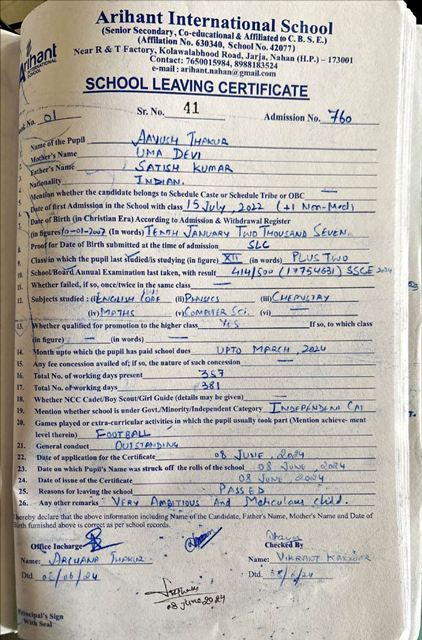 Arihant International School
(Senior Secondary, Co-educational & Affiliated to C. B. S. E.)
(Affilation No. 630340, School No. 42077)
Near R & T Factory, Kolawalabhood Road, Jarja, Nahan (H.P.) – 173001
Contact: 7650015984, 8988183524
e-mail : arihant.nahan@gmail.com
Arihant
SCHOOL LEAVING CERTIFICATE
No. 01 Sr. No. 41 Admission No. 760
Name of the Pupil AAYUSH THAKUR
Mother's Name UMA DEVI
Father's Name SATISH KUMAR
Nationality INDIAN.
Mention whether the candidate belongs to Schedule Caste or Schedule Tribe or OBC —
Date of first Admission in the School with class 15 July, 2022 (+1 Non-Med)
Date of Birth (in Christian Era) According to Admission & Withdrawal Register
(in figures) 10-01-2007 (In words) TENTH JANUARY TWO THOUSAND SEVEN.
Proof for Date of Birth submitted at the time of admission SLC
9. Class in which the pupil last studied/is studying (in figure) XII (in words) PLUS TWO
10. School/Board Annual Examination last taken, with result 414/500 (17754631) SSCE 2024
11. Whether failed, if so, once/twice in the same class —
12. Subjects studied : (i) ENGLISH CORE (ii) PHYSICS (iii) CHEMISTRY
(iv) MATHS (v) COMPUTER SCI. (vi) —
13. Whether qualified for promotion to the higher class YES If so, to which class
(in figure) — (in words) —
14. Month upto which the pupil has paid school dues UPTO MARCH, 2024
15. Any fee concession availed of; if so, the nature of such concession —
16. Total No. of working days present 357
17. Total No. of working days 381
18. Whether NCC Cadet/Boy Scout/Girl Guide (details may be given) —
19. Mention whether school is under Govt./Minority/Independent Category INDEPENDENT CAT
20. Games played or extra-curricular activities in which the pupil usually took part (Mention achieve- ment
level therein) FOOTBALL
21. General conduct OUTSTANDING
22. Date of application for the Certificate 08 JUNE, 2024
23. Date on which Pupil's Name was struck off the rolls of the school 08 JUNE, 2024
24. Date of issue of the Certificate 08 JUNE, 2024
25. Reasons for leaving the school PASSED
26. Any other remarks : VERY AMBITIOUS And Meticulous child.
hereby declare that the above information including Name of the Candidate, Father's Name, Mother's Name and Date of
Birth furnished above is correct as per school records.
Office Incharge Checked By
Name: ARCHANA THAKUR Name: VIKRANT
Dtd. 08/06/24 Dtd.
08 June, 2024
Principal's Sign
With Seal